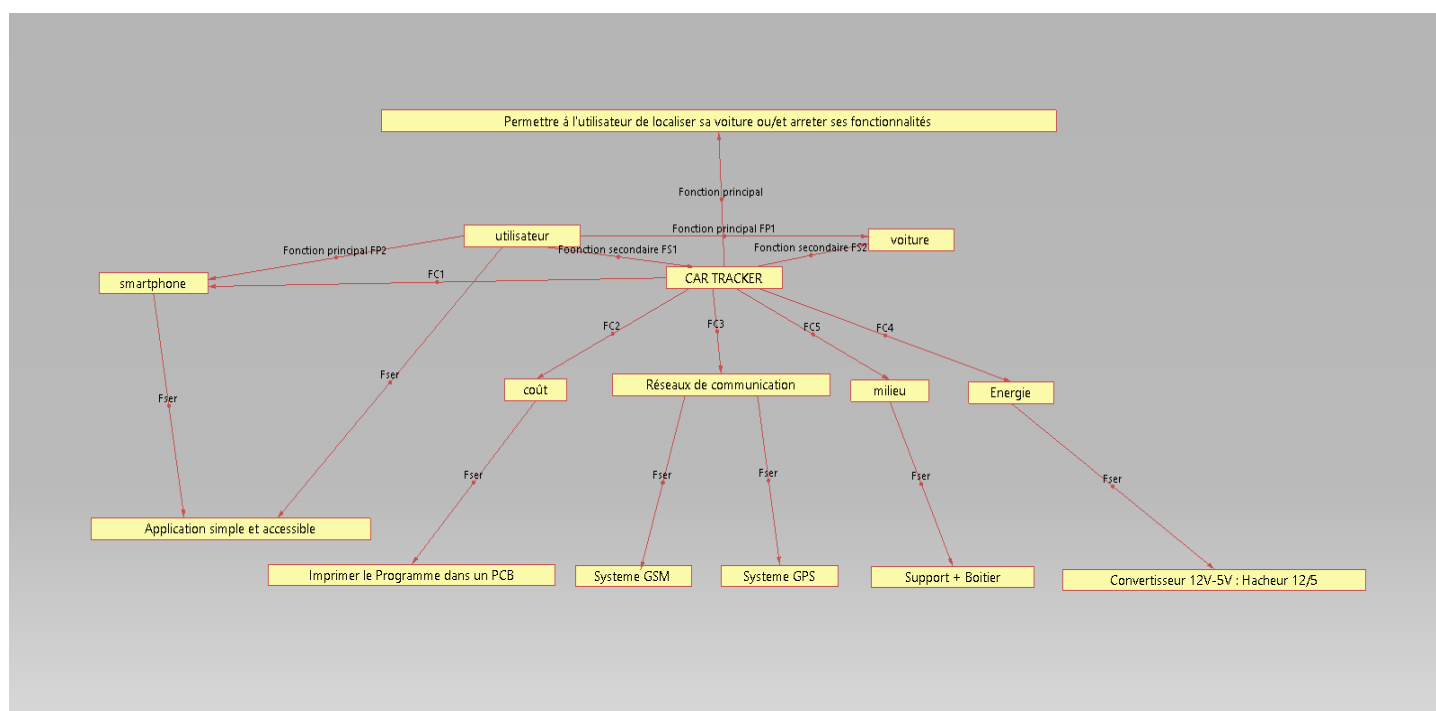 Permettre á l'utilisateur de localiser sa voiture ou/et arreter ses fonctionnalités
Fonction principal
utilisateur
Fonction principal FP1
voiture
Fonction principal FP2
Foonction secondaire FS1
Fonction secondaire FS2
smartphone
FC1
CAR TRACKER
FC2
FC3
FC5
FC4
coût
Réseaux de communication
milieu
Energie
Fser
Fser
Fser
Fser
Fser
Fser
Fser
Application simple et accessible
Imprimer le Programme dans un PCB
Systeme GSM
Systeme GPS
Support + Boitier
Convertisseur 12V-5V : Hacheur 12/5